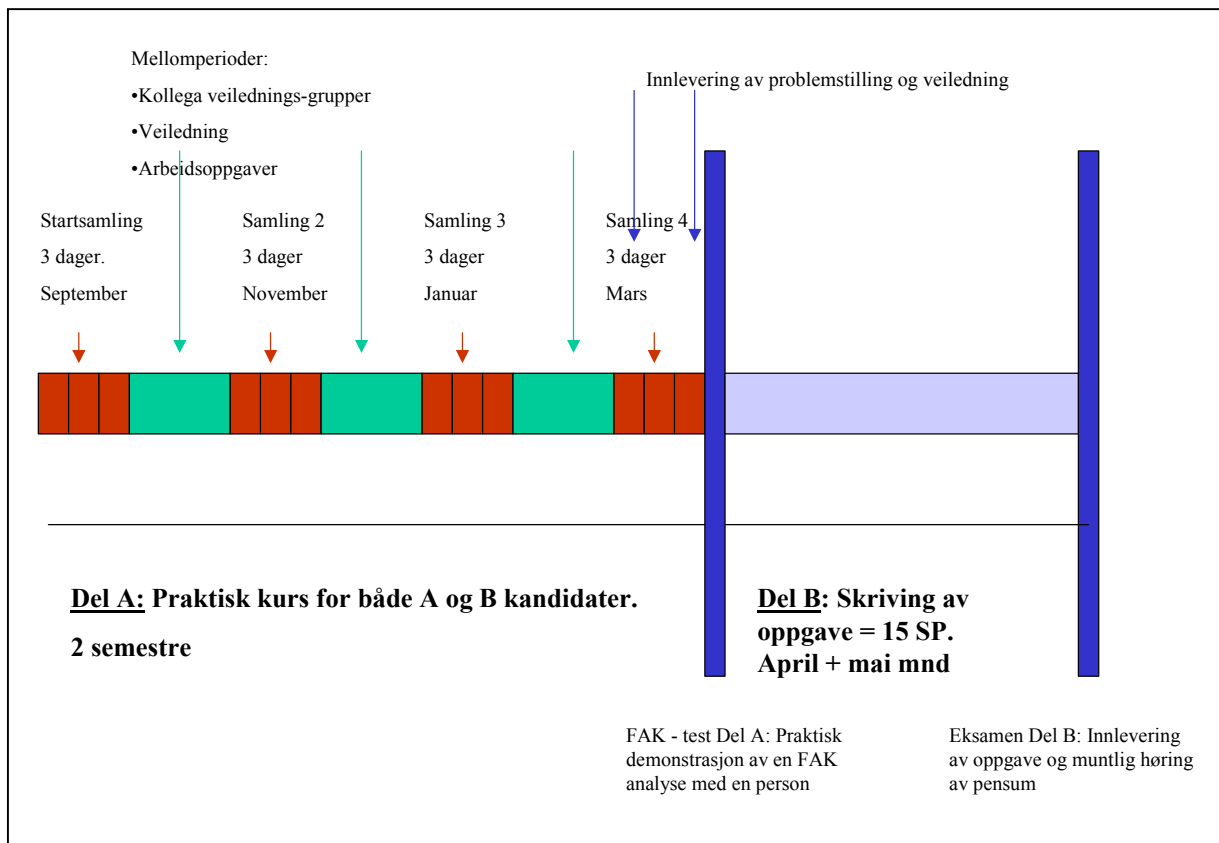 Mellomperioder:
•Kollega veilednings-grupper
•Veiledning
•Arbeidsoppgaver
Innlevering av problemstilling og veiledning
Startsamling
3 dager.
September
Samling 2
3 dager
November
Samling 3
3 dager
Januar
Samling 4
3 dager
Mars
Del A: Praktisk kurs for både A og B kandidater.
2 semestre
Del B: Skriving av
oppgave = 15 SP.
April + mai mnd
FAK - test Del A: Praktisk
demonstrasjon av en FAK
analyse med en person
Eksamen Del B: Innlevering
av oppgave og muntlig høring
av pensum